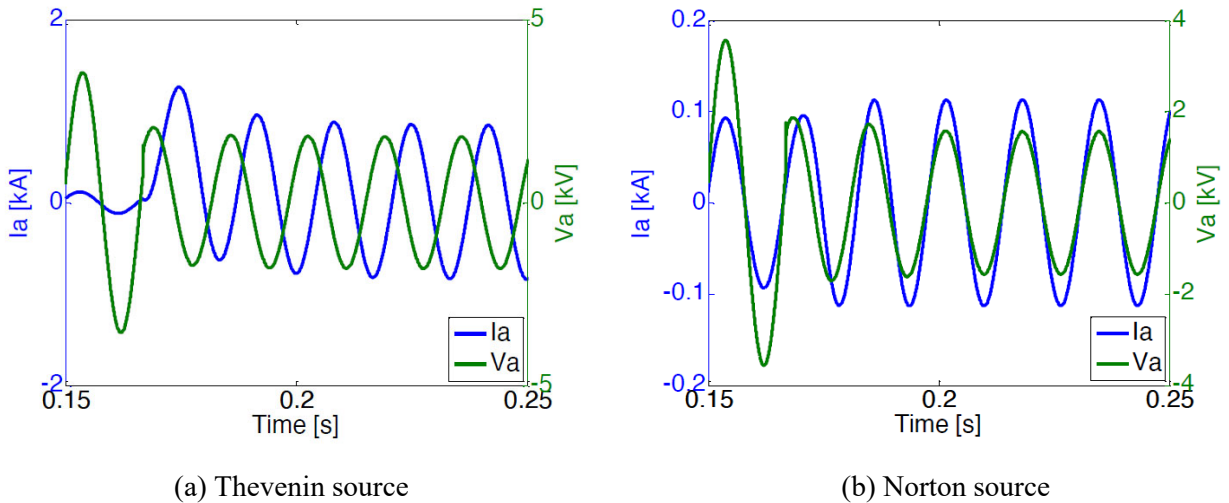 2
5
0.2
4
0.1
2
Ia [kA]
0
0
Va [kV]
Ia [kA]
0
0
Va [kV]
-0.1
-2
Ia
Va
Ia
Va
-2
-5
-0.2
-4
0.15
0.2
0.25
0.15
0.2
0.25
Time [s]
Time [s]
(a) Thevenin source
(b) Norton source